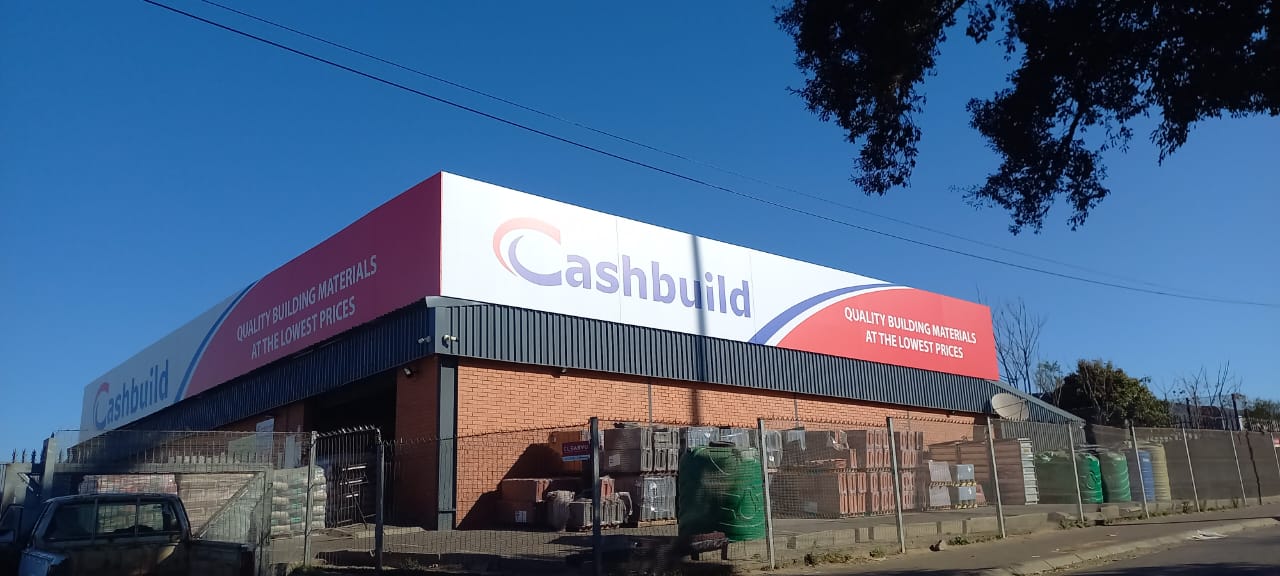 Cashbuild
QUALITY BUILDING MATERIALS
AT THE LOWEST PRICES
Cashbuild
QUALITY BUILDING MATERIALS
AT THE LOWEST PRICES